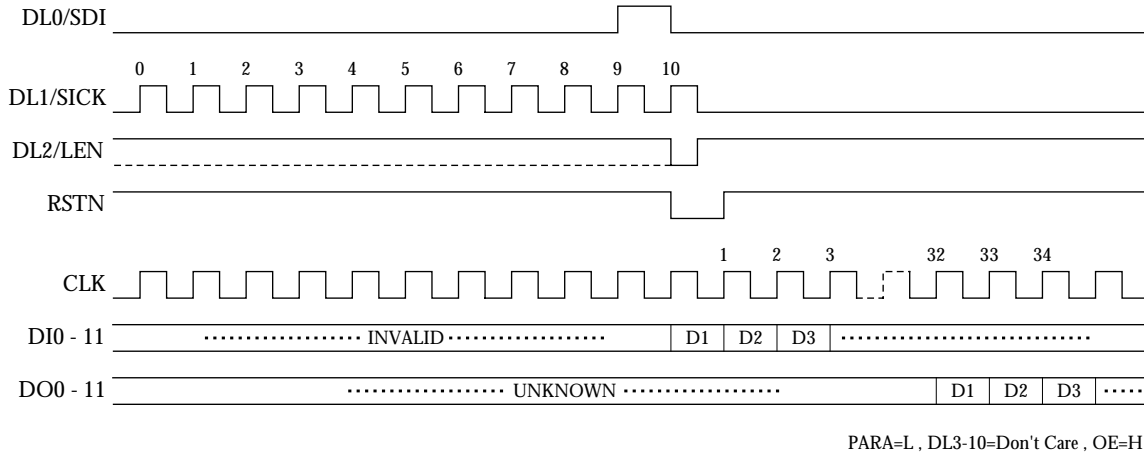 DL0/SDI
0 1 2 3 4 5 6 7 8 9 10
DL1/SICK
DL2/LEN
RSTN
1 2 3 32 33 34
CLK
DI0 - 11 INVALID D1 D2 D3
DO0 - 11 UNKNOWN D1 D2 D3
PARA=L , DL3-10=Don't Care , OE=H